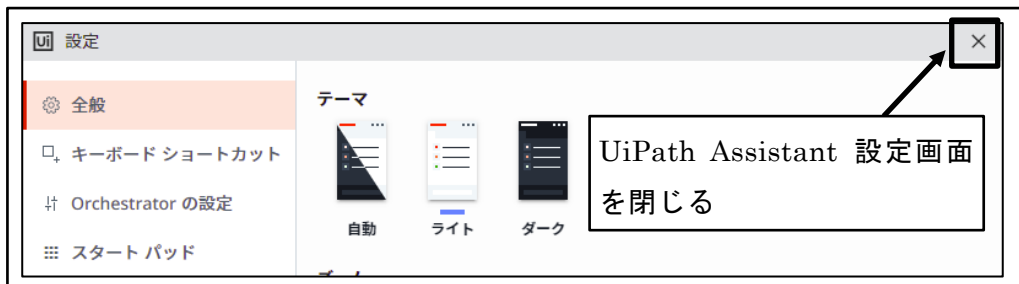 Ui 設定
全般
キーボード ショートカット
Orchestrator の設定
スタート パッド
テーマ
自動 ライト ダーク
UiPath Assistant 設定画面
を閉じる